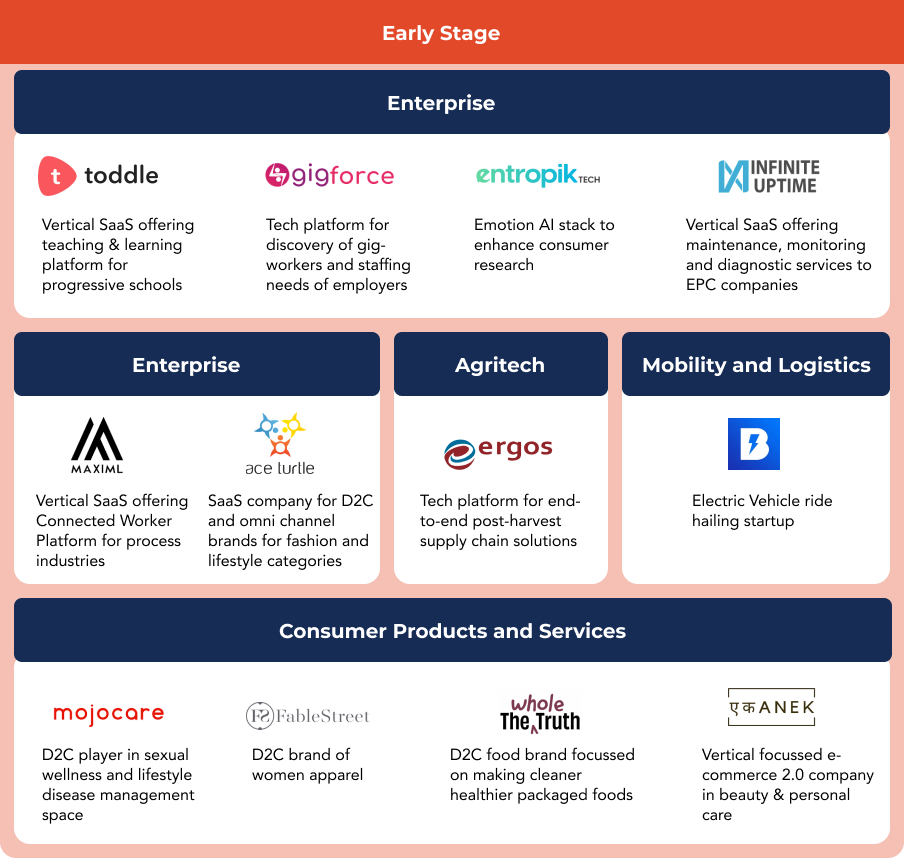 Early Stage
Enterprise
t toddle
gigforce
entropik TECH
INFINITE
UPTIME
Vertical SaaS offering
teaching & learning
platform for
progressive schools
Tech platform for
discovery of gig-
workers and staffing
needs of employers
Emotion AI stack to
enhance consumer
research
Vertical SaaS offering
maintenance, monitoring
and diagnostic services to
EPC companies
Enterprise
MAXIML
ace turtle
Vertical SaaS offering
Connected Worker
Platform for process
industries
SaaS company for D2C
and omni channel
brands for fashion and
lifestyle categories
Agritech
ergos
Tech platform for end-
to-end post-harvest
supply chain solutions
Mobility and Logistics
B
Electric Vehicle ride
hailing startup
Consumer Products and Services
mojocare
D2C player in sexual
wellness and lifestyle
disease management
space
FS FableStreet
D2C brand of
women apparel
whole
The Truth
D2C food brand focussed
on making cleaner
healthier packaged foods
एक ANEK
Vertical focussed e-
commerce 2.0 company
in beauty & personal
care